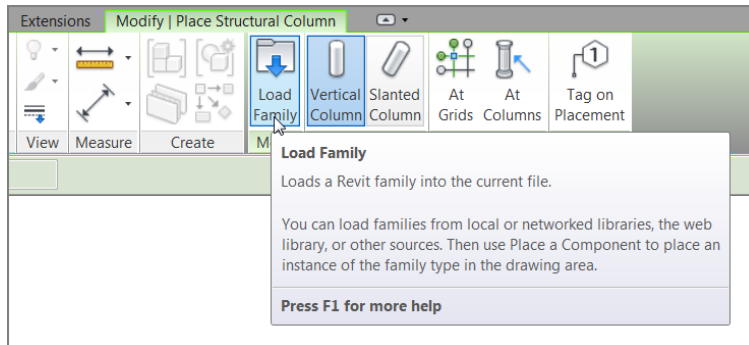 Extensions Modify | Place Structural Column
Load Family
Vertical Column
Slanted Column
At Grids
At Columns
1
Tag on Placement
View Measure Create M
Load Family
Loads a Revit family into the current file.
You can load families from local or networked libraries, the web
library, or other sources. Then use Place a Component to place an
instance of the family type in the drawing area.
Press F1 for more help